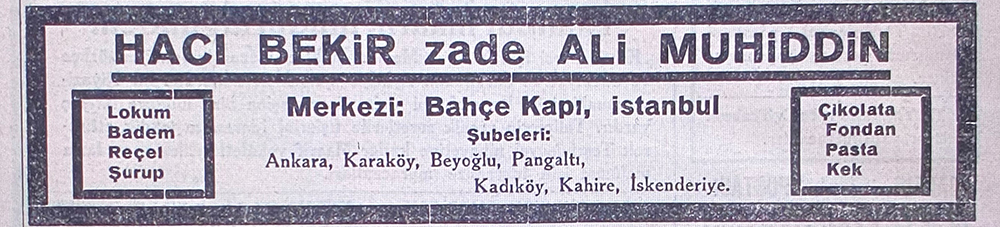 HACI BEKiR zade ALi MUHiDDiN
Lokum
Badem
Reçel
Şurup
Merkezi: Bahçe Kapı, istanbul
Şubeleri:
Ankara, Karaköy, Beyoğlu, Pangaltı,
Kadıköy, Kahire, İskenderiye.
Çikolata
Fondan
Pasta
Kek